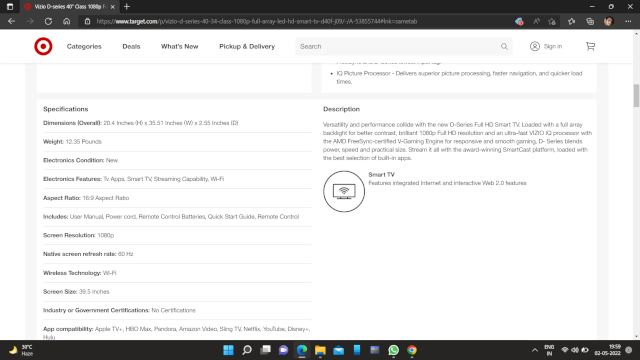 Vizio D-series 40" Class 1080p F
https://www.target.com/p/vizio-d-series-40-34-class-1080p-full-array-led-hd-smart-tv-d40f-j09/-/A-53855744#lnk=sametab
Categories Deals What's New Pickup & Delivery Search Sign in
IQ Picture Processor - Delivers superior picture processing, faster navigation, and quicker load
times.
Specifications
Dimensions (Overall): 20.4 Inches (H) x 35.51 Inches (W) x 2.55 Inches (D)
Weight: 12.35 Pounds
Electronics Condition: New
Electronics Features: Tv Apps, Smart TV, Streaming Capability, Wi-Fi
Aspect Ratio: 16:9 Aspect Ratio
Includes: User Manual, Power cord, Remote Control Batteries, Quick Start Guide, Remote Control
Screen Resolution: 1080p
Native screen refresh rate: 60 Hz
Wireless Technology: Wi-Fi
Screen Size: 39.5 Inches
Industry or Government Certifications: No Certifications
App compatibility: Apple TV+, HBO Max, Pandora, Amazon Video, Sling TV, Netflix, YouTube, Disney+,
Hulu
Description
Versatility and performance collide with the new D-Series Full HD Smart TV. Loaded with a full array
backlight for better contrast, brilliant 1080p Full HD resolution and an ultra-fast VIZIO IQ processor with
the AMD FreeSync-certified V-Gaming Engine for responsive and smooth gaming, D- Series blends
power, speed and practical size. Stream it all with the award-winning SmartCast platform, loaded with
the best selection of built-in apps.
Smart TV
Features integrated Internet and interactive Web 2.0 features
30°C
Haze
ENG
IN
19:59
02-05-2022